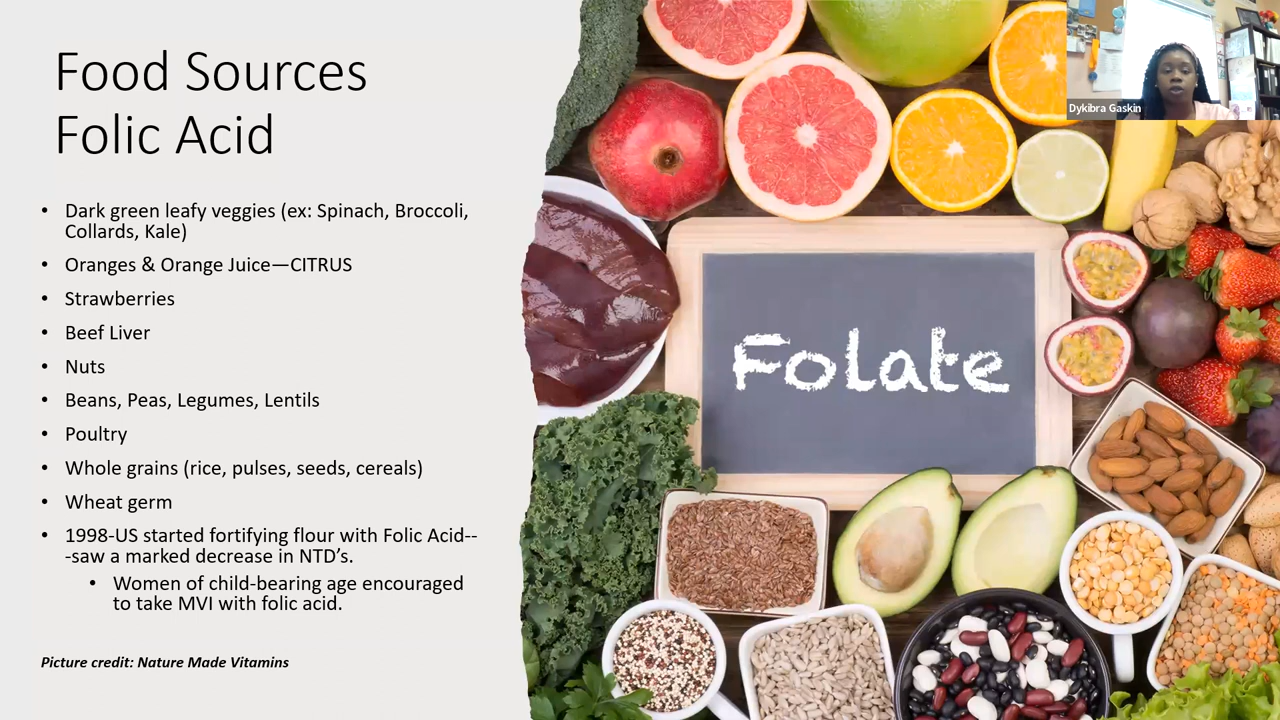 Food Sources
Folic Acid
• Dark green leafy veggies (ex: Spinach, Broccoli,
Collards, Kale)
• Oranges & Orange Juice—CITRUS
• Strawberries
• Beef Liver
• Nuts
• Beans, Peas, Legumes, Lentils
• Poultry
• Whole grains (rice, pulses, seeds, cereals)
• Wheat germ
• 1998-US started fortifying flour with Folic Acid--
-saw a marked decrease in NTD’s.
• Women of child-bearing age encouraged
to take MVI with folic acid.
Picture credit: Nature Made Vitamins
Folate
Dykibra Gaskin